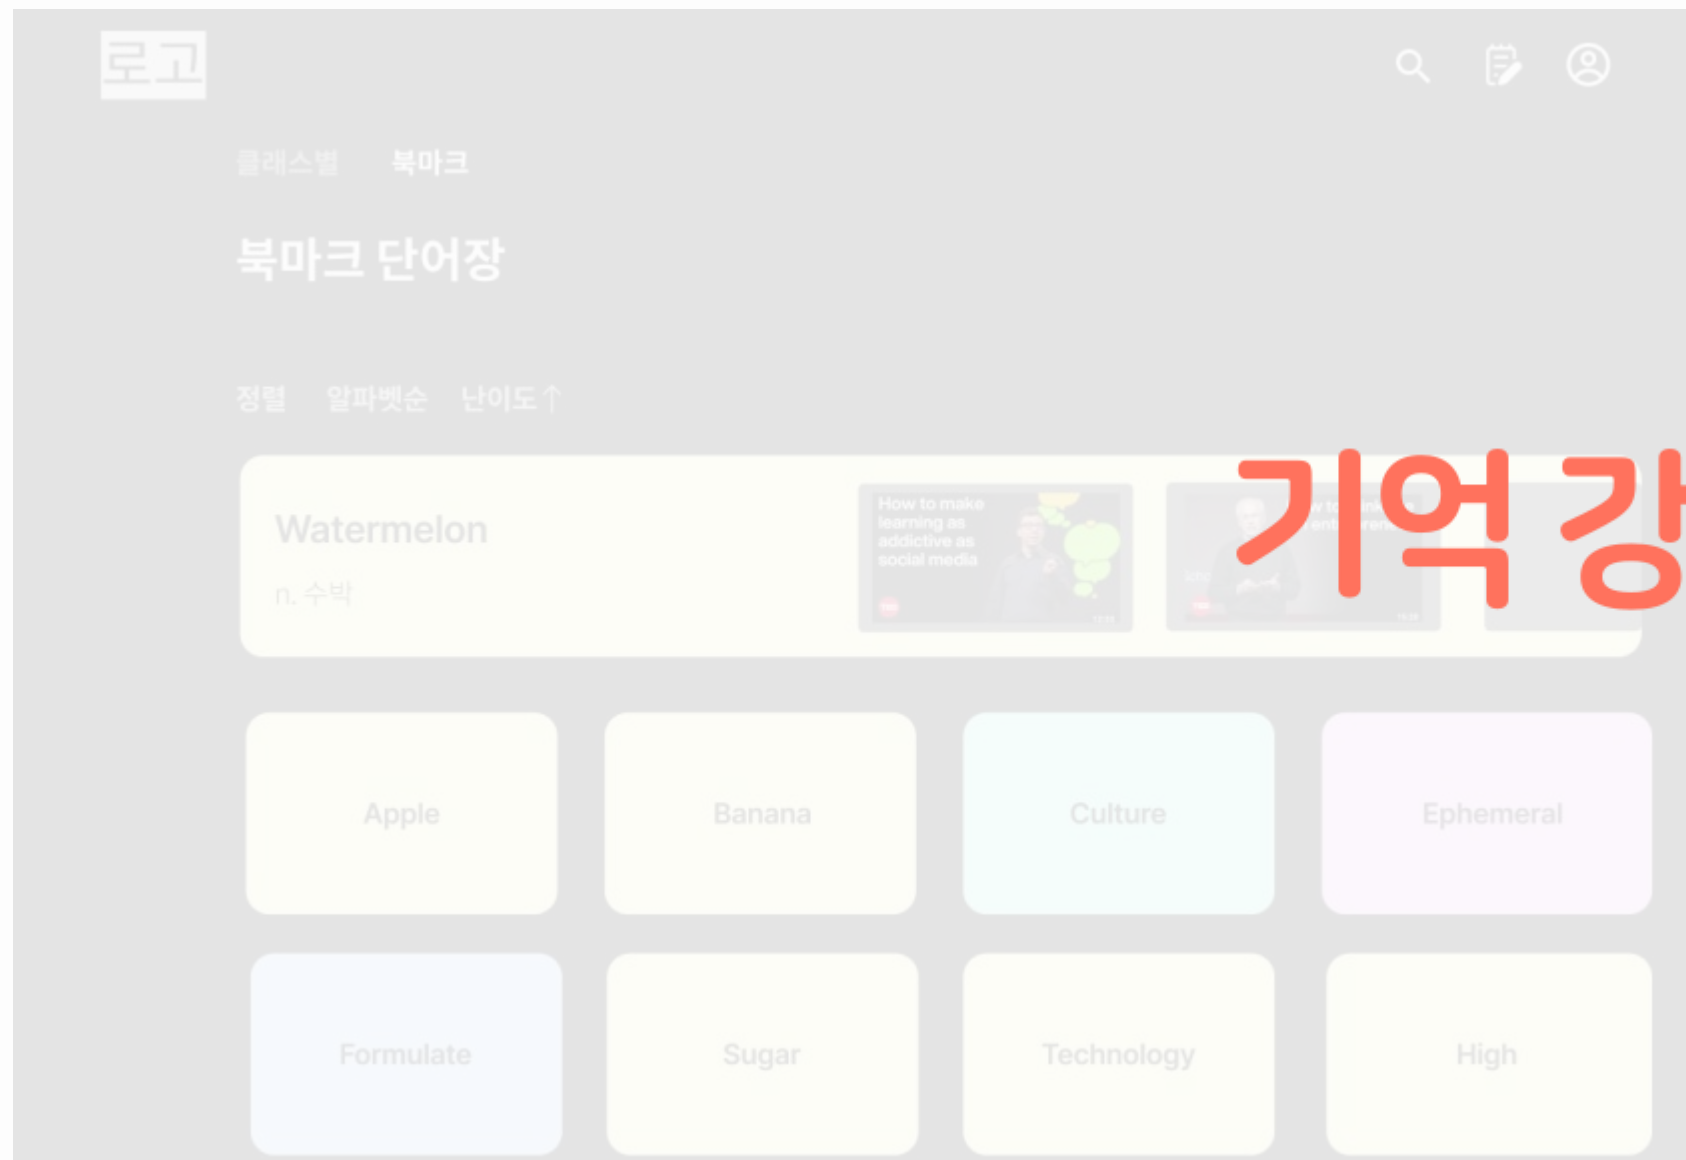 로고
클래스별 북마크
북마크 단어장
정렬 알파벳순 난이도↑
Watermelon
n. 수박
How to make
learning as
addictive as
social media
TED
기억 강
Apple Banana Culture Ephemeral
Formulate Sugar Technology High